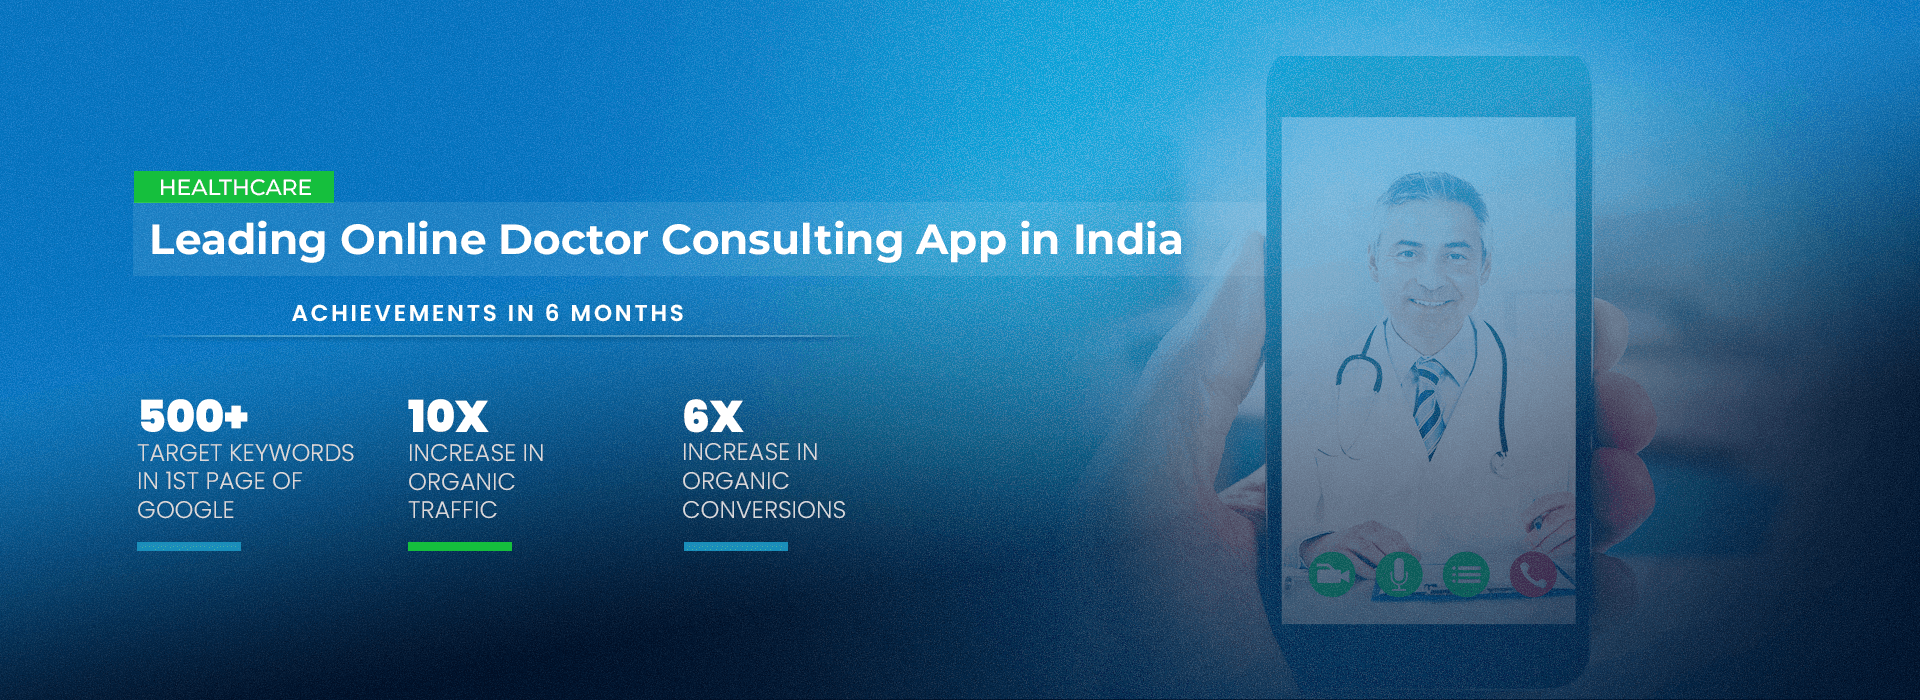 HEALTHCARE
Leading Online Doctor Consulting App in India
ACHIEVEMENTS IN 6 MONTHS
500+
TARGET KEYWORDS
IN 1ST PAGE OF
GOOGLE
10X
INCREASE IN
ORGANIC
TRAFFIC
6X
INCREASE IN
ORGANIC
CONVERSIONS